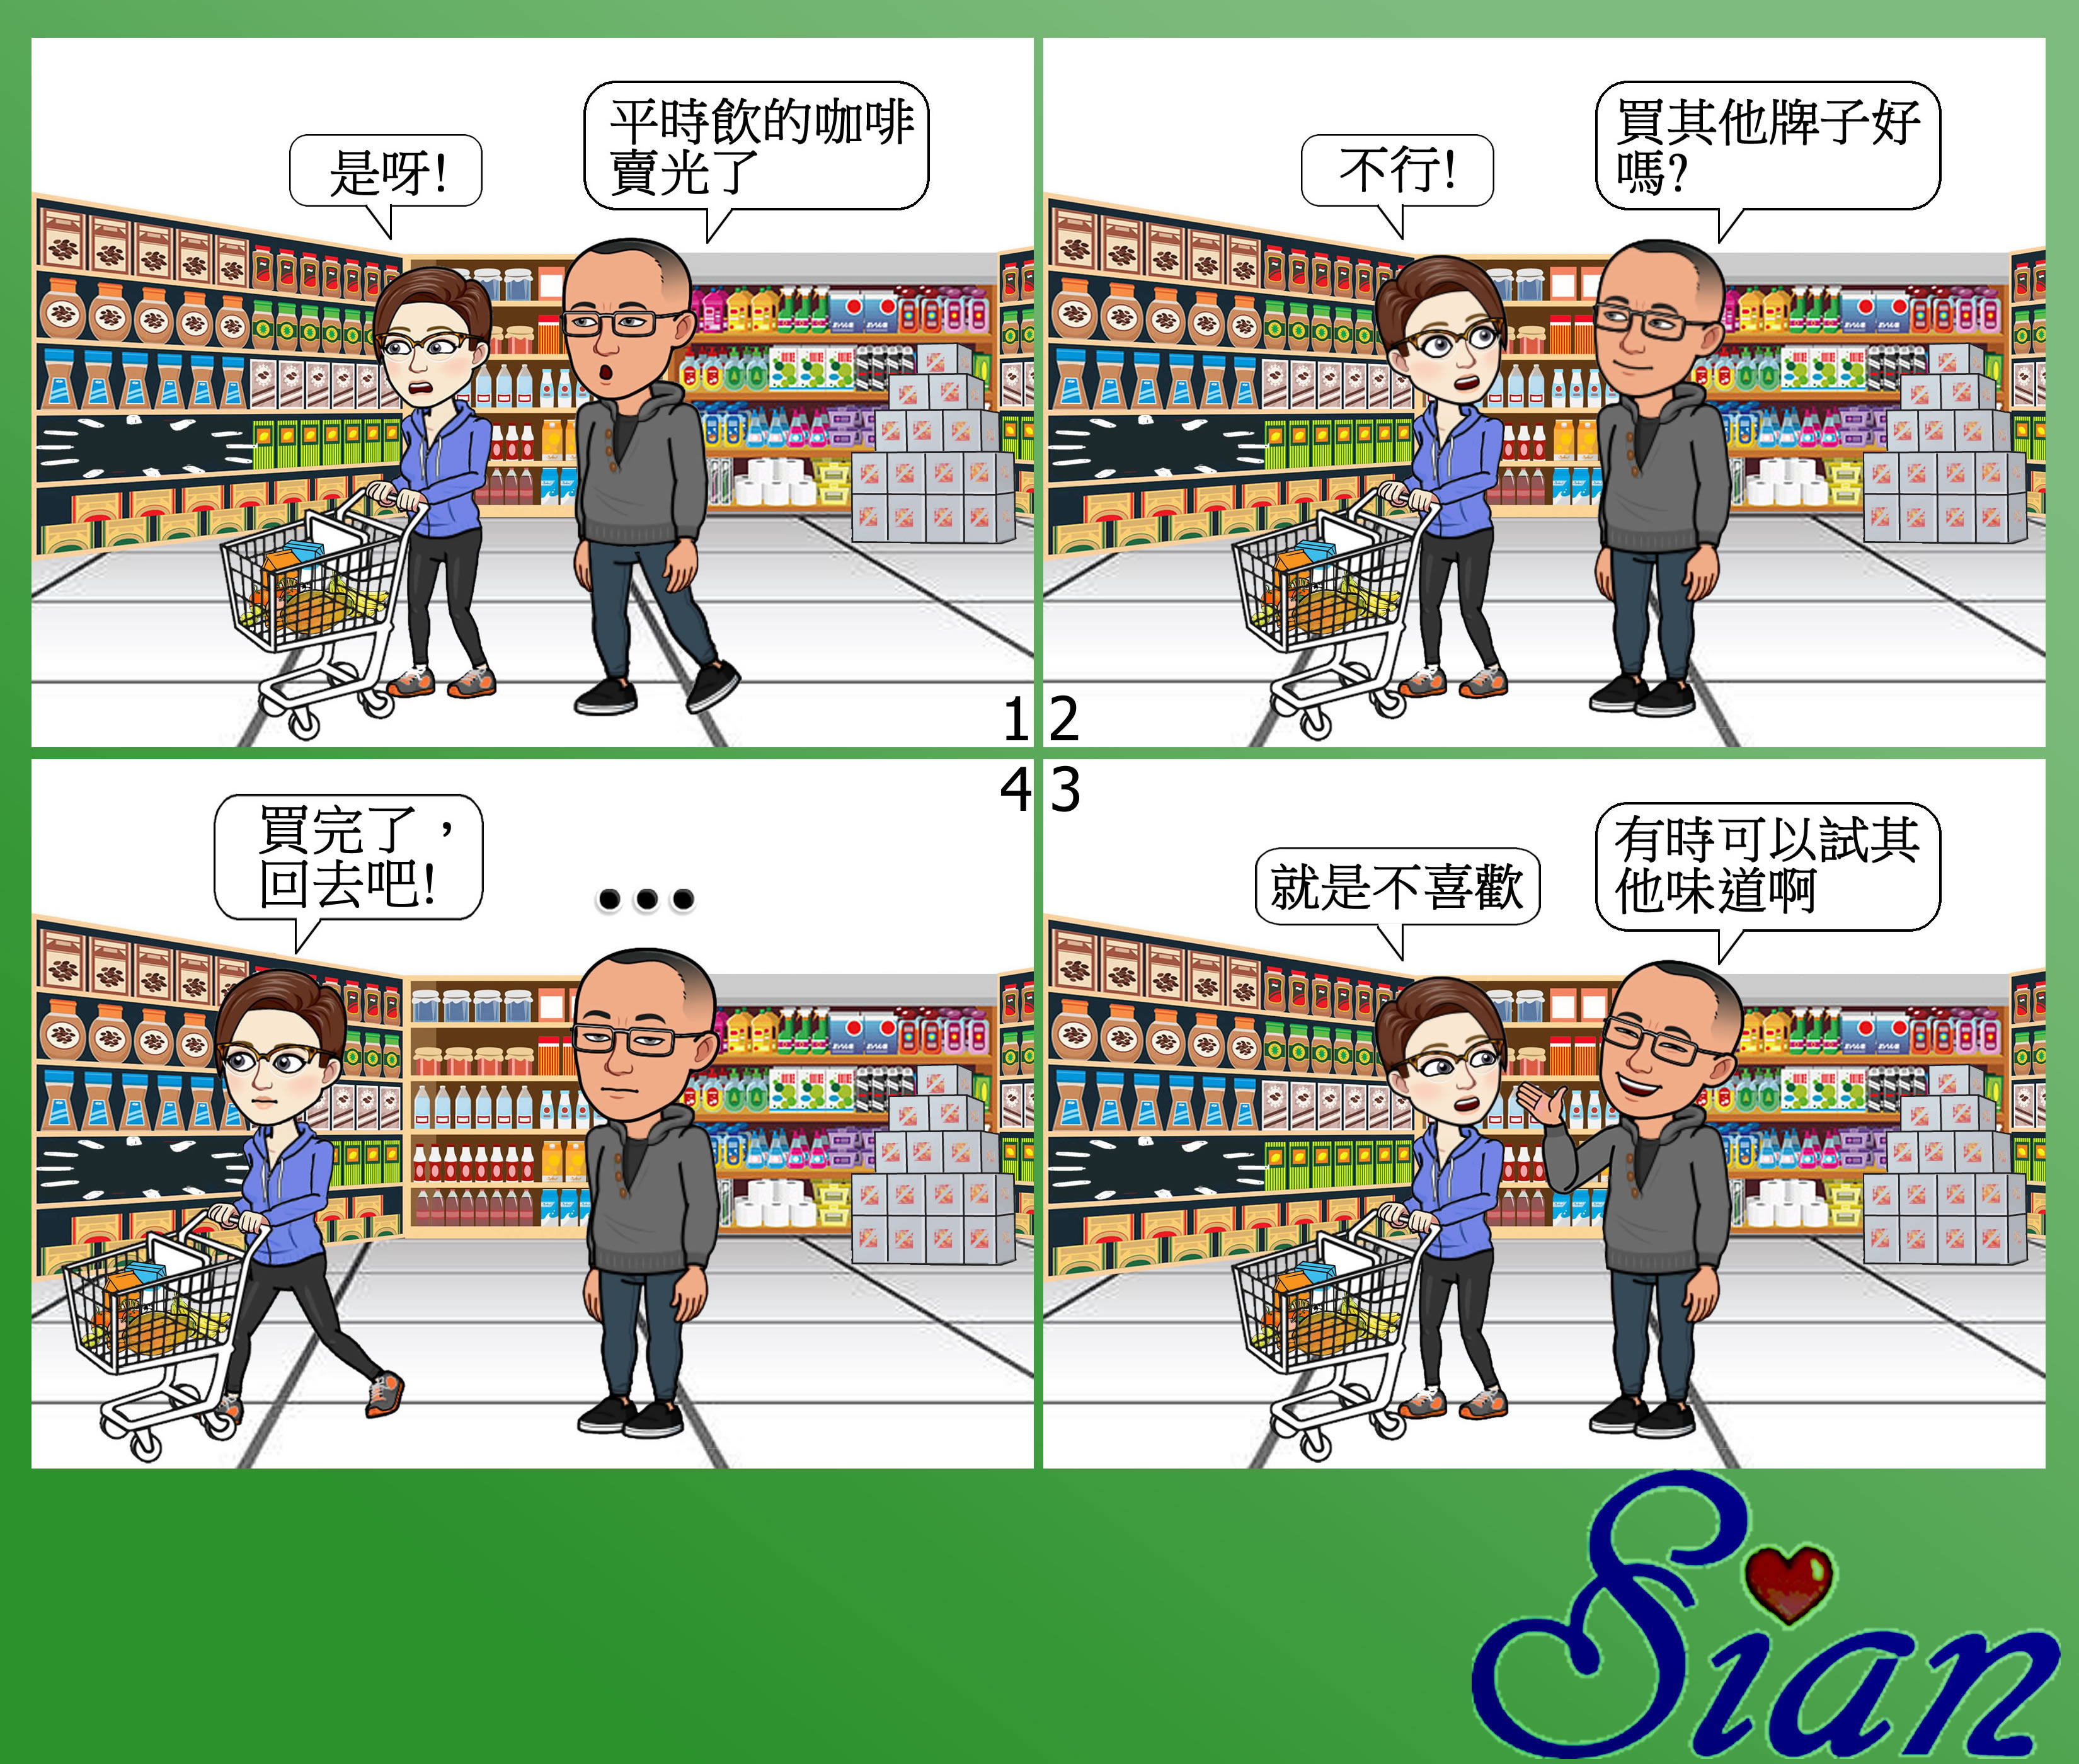 平時飲的咖啡
賣光了
是呀!
1
買其他牌子好
嗎?
不行!
2
有時可以試其
他味道啊
就是不喜歡
3
買完了，
回去吧!
4
Sian